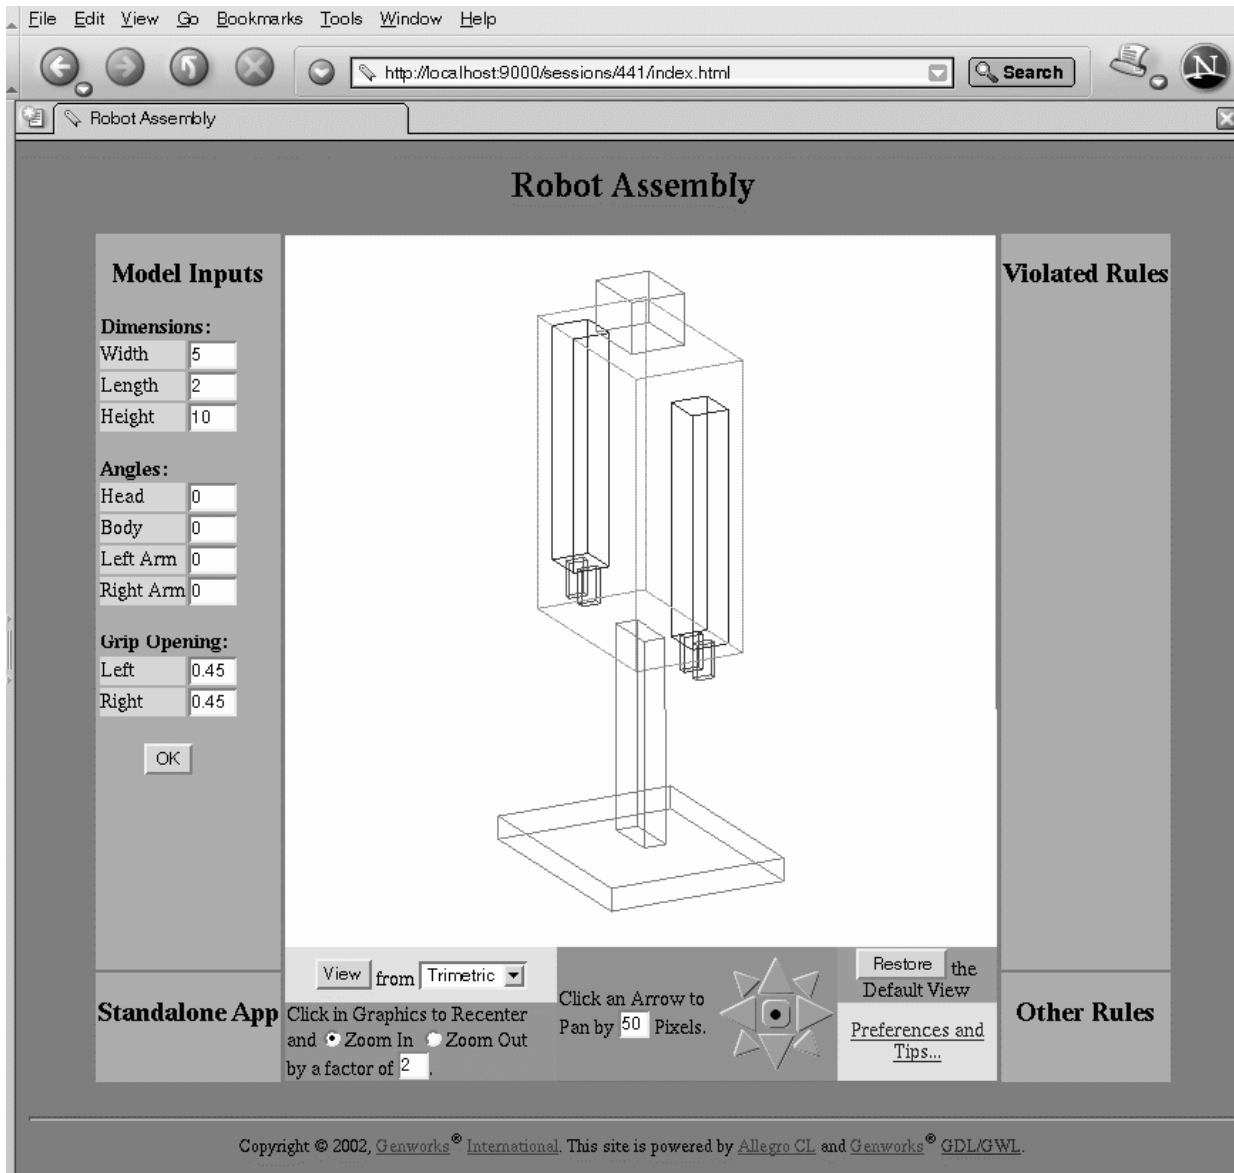 File Edit View Go Bookmarks Tools Window Help
http://localhost:9000/sessions/441/index.html
Search
N
Robot Assembly
Robot Assembly
Model Inputs
Dimensions:
Width 5
Length 2
Height 10
Angles:
Head 0
Body 0
Left Arm 0
Right Arm 0
Grip Opening:
Left 0.45
Right 0.45
OK
Violated Rules
Standalone App
View from Trimetric
Click in Graphics to Recenter
and Zoom In Zoom Out
by a factor of 2.
Click an Arrow to
Pan by 50 Pixels.
Restore the
Default View
Preferences and
Tips...
Other Rules
Copyright © 2002, Genworks® International. This site is powered by Allegro CL and Genworks® GDL/GWL.